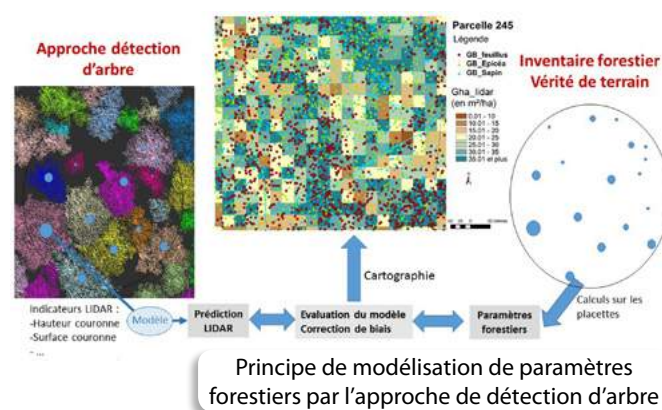 Approche détection
d'arbre
Parcelle 245
Légende
GB_feuillus
GB_Epicéa
GB_Sapin
Gha_lidar
(en m²/ha)
0,01 - 10
10.01 - 15
15.01 - 20
20.01 - 25
25.01 - 30
30.01 - 35
35.01 et plus
Inventaire forestier
Vérité de terrain
Cartographie
Calculs sur les
placettes
Indicateurs LIDAR :
-Hauteur couronne
-Surface couronne
- ...
Modèle
Prédiction
LIDAR
Evaluation du modèle
Correction de biais
Paramètres
forestiers
Principe de modélisation de paramètres
forestiers par l'approche de détection d'arbre